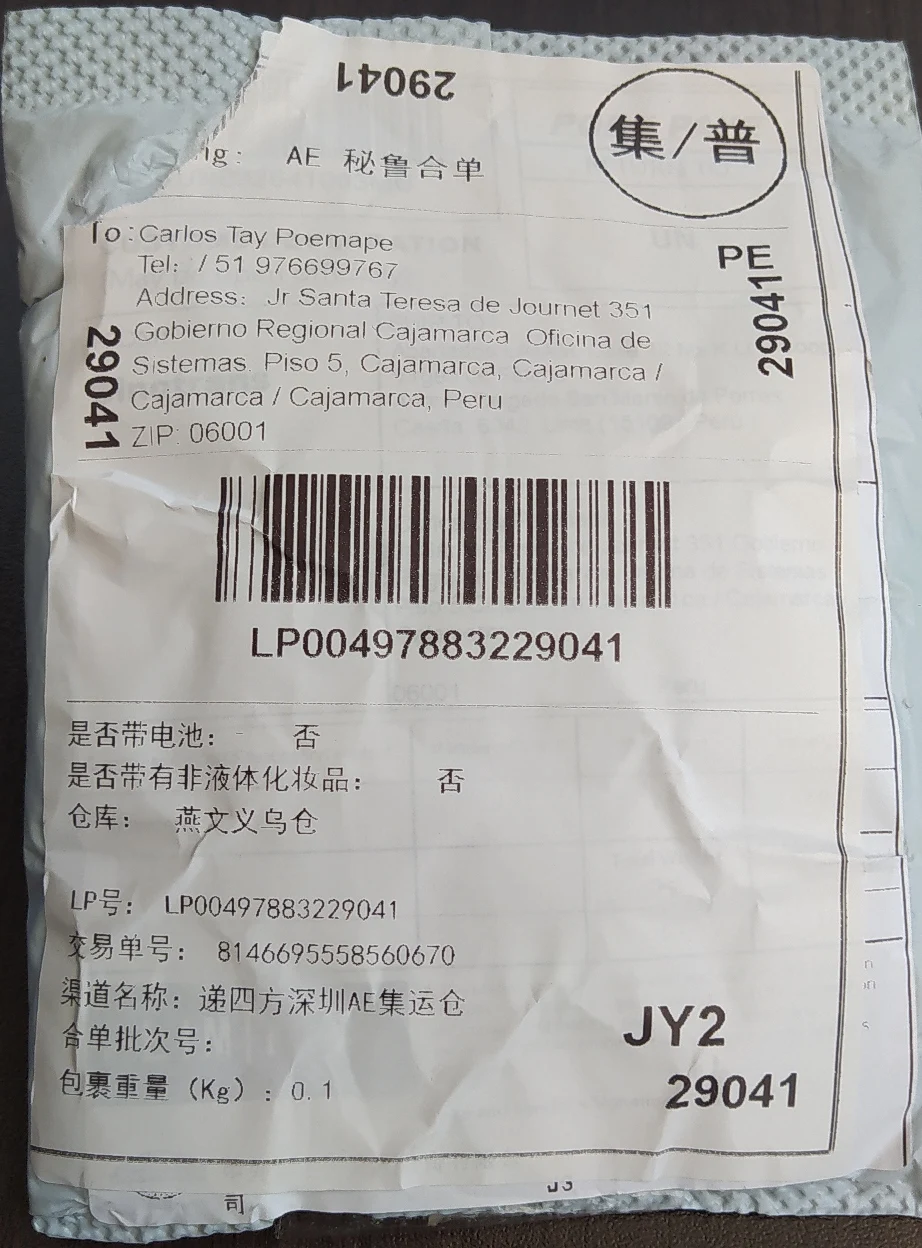 29041
集/普
ng: AE 秘鲁合单
To:Carlos Tay Poemape
Tel: / 51 976699767
PE
Address: Jr Santa Teresa de Journet 351
Gobierno Regional Cajamarca Oficina de
Sistemas. Piso 5, Cajamarca, Cajamarca /
Cajamarca / Cajamarca, Peru
ZIP: 06001
29041
29041
LP00497883229041
是否带电池: 否
是否带有非液体化妆品: 否
仓库: 燕文义乌仓
LP号: LP00497883229041
交易单号: 8146695558560670
渠道名称: 递四方深圳AE集运仓
合单批次号:
包裹重量 (Kg) : 0.1
JY2
29041
司